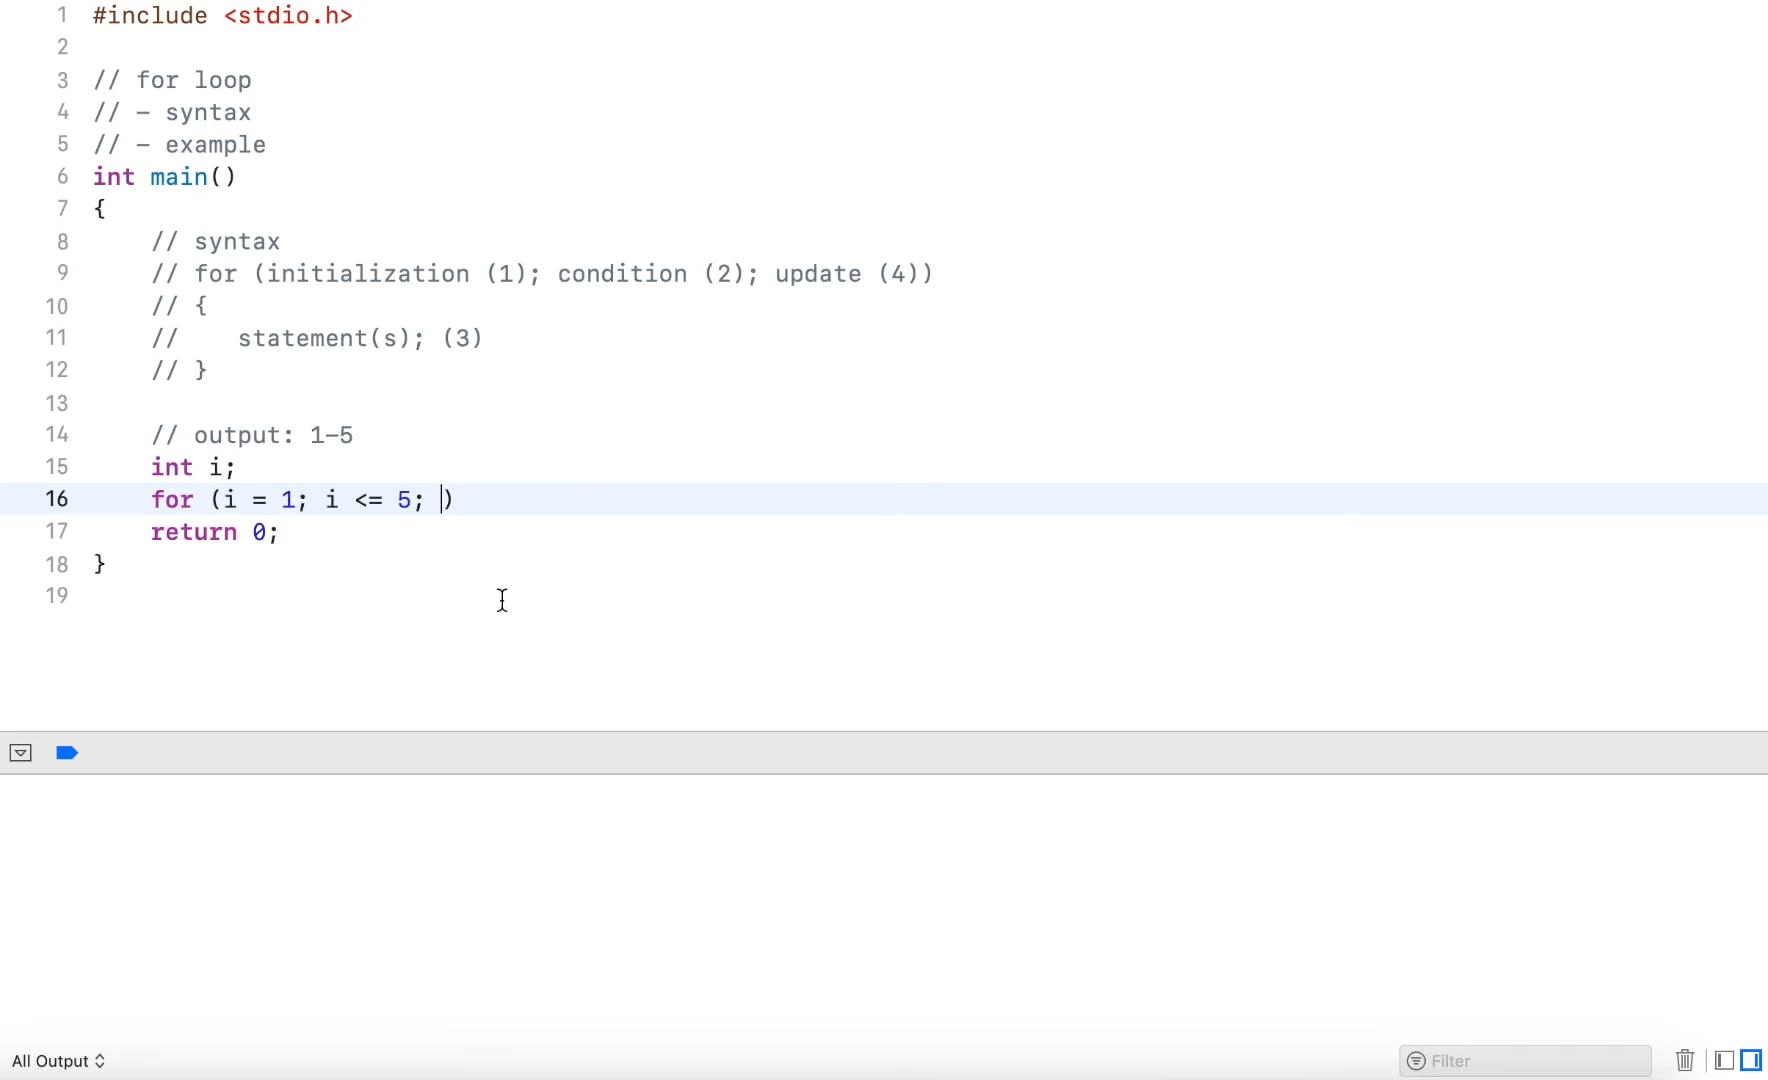 1 #include <stdio.h>
2
3 // for loop
4 // - syntax
5 // - example
6 int main()
7 {
8     // syntax
9     // for (initialization (1); condition (2); update (4))
10     // {
11     //    statement(s); (3)
12     // }
13
14     // output: 1-5
15     int i;
16     for (i = 1; i <= 5; )
17     return 0;
18 }
19
All Output
Filter